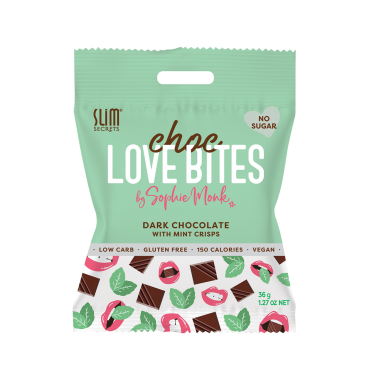 SLiM
SECRETS
NO
SUGAR
choc
LOVE BITES
by Sophie Monk
DARK CHOCOLATE
WITH MINT CRISPS
LOW CARB • GLUTEN FREE • 150 CALORIES • VEGAN
36 g
1.27 oz NET